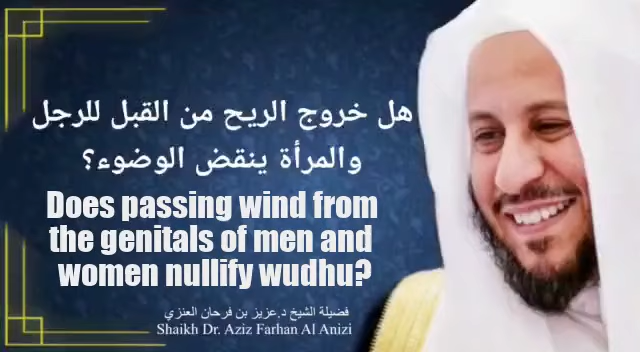 هل خروج الريح من القبل للرجل
والمرأة ينقض الوضوء؟
Does passing wind from
the genitals of men and
women nullify wudhu?
فضيلة الشيخ د.عزيز بن فرحان العنزي
Shaikh Dr. Aziz Farhan Al Anizi